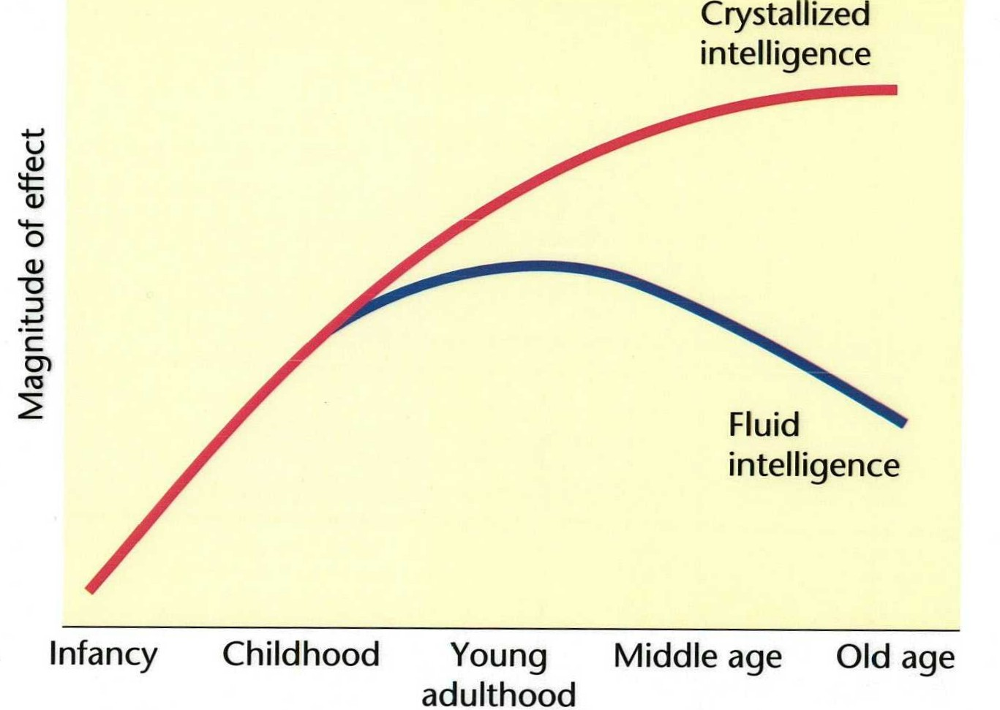 Crystallized
intelligence
Magnitude of effect
Fluid
intelligence
Infancy
Childhood
Young
adulthood
Middle age
Old age